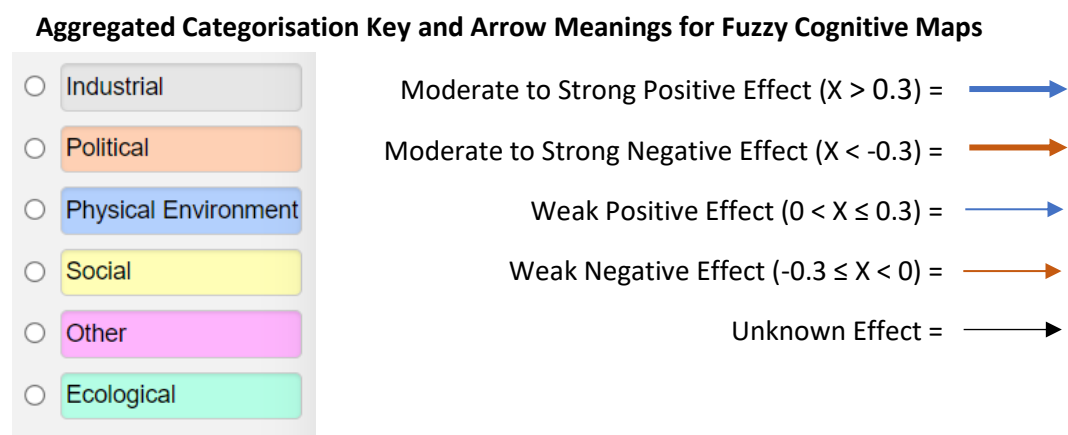 Aggregated Categorisation Key and Arrow Meanings for Fuzzy Cognitive Maps
Industrial
Political
Physical Environment
Social
Other
Ecological
Moderate to Strong Positive Effect (X > 0.3) =
Moderate to Strong Negative Effect (X < -0.3) =
Weak Positive Effect (0 < X ≤ 0.3) =
Weak Negative Effect (-0.3 ≤ X < 0) =
Unknown Effect =